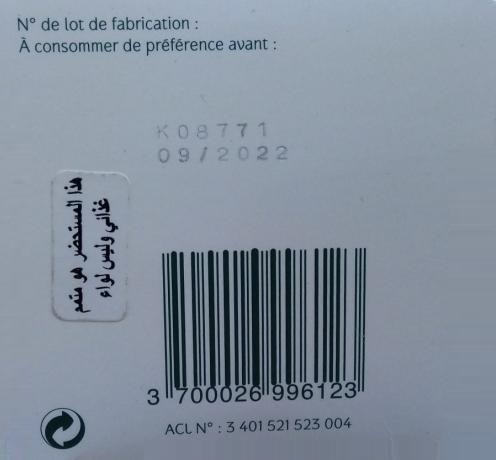 N° de lot de fabrication :
À consommer de préférence avant :
K08771
09/2022
هذا المستحضر هو متمم
غذائي وليس لواء
3 700026 996123
ACL N° : 3 401 521 523 004